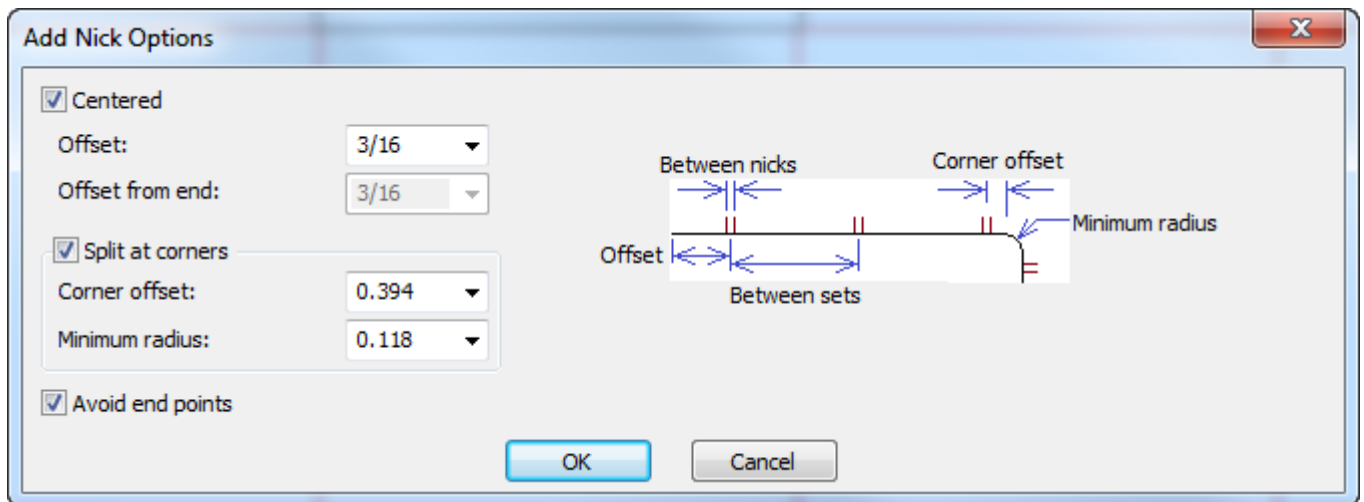 Add Nick Options
Centered
Offset: 3/16
Offset from end: 3/16
Split at corners
Corner offset: 0.394
Minimum radius: 0.118
Avoid end points
Between nicks Corner offset
Minimum radius
Offset
Between sets
OK Cancel